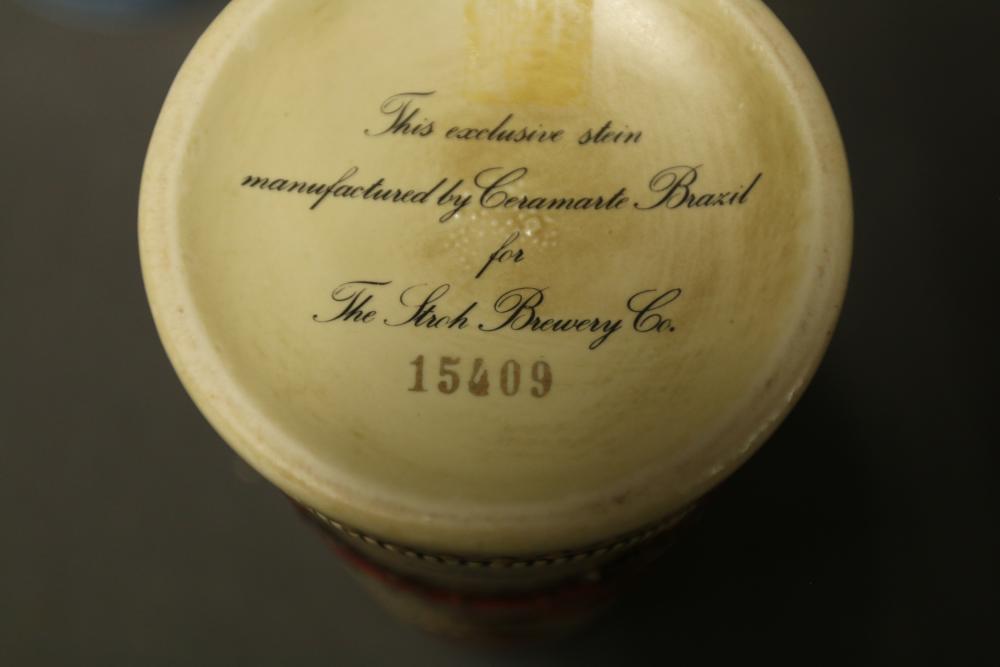 This exclusive stein
manufactured by Ceramarte Brazil
for
The Stroh Brewery Co.
15409